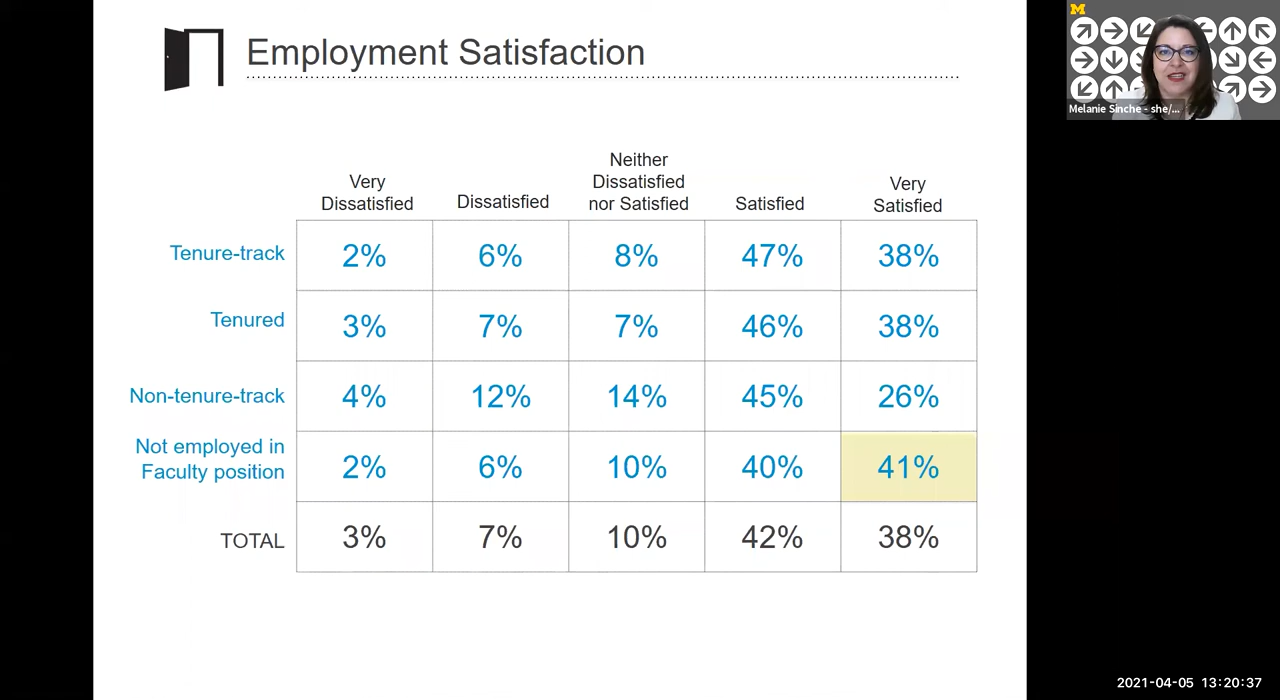 Employment Satisfaction
M
Melanie Sinche - she/...
Very
Dissatisfied
Dissatisfied
Neither
Dissatisfied
nor Satisfied
Satisfied
Very
Satisfied
Tenure-track 2% 6% 8% 47% 38%
Tenured 3% 7% 7% 46% 38%
Non-tenure-track 4% 12% 14% 45% 26%
Not employed in
Faculty position 2% 6% 10% 40% 41%
TOTAL 3% 7% 10% 42% 38%
2021-04-05 13:20:37